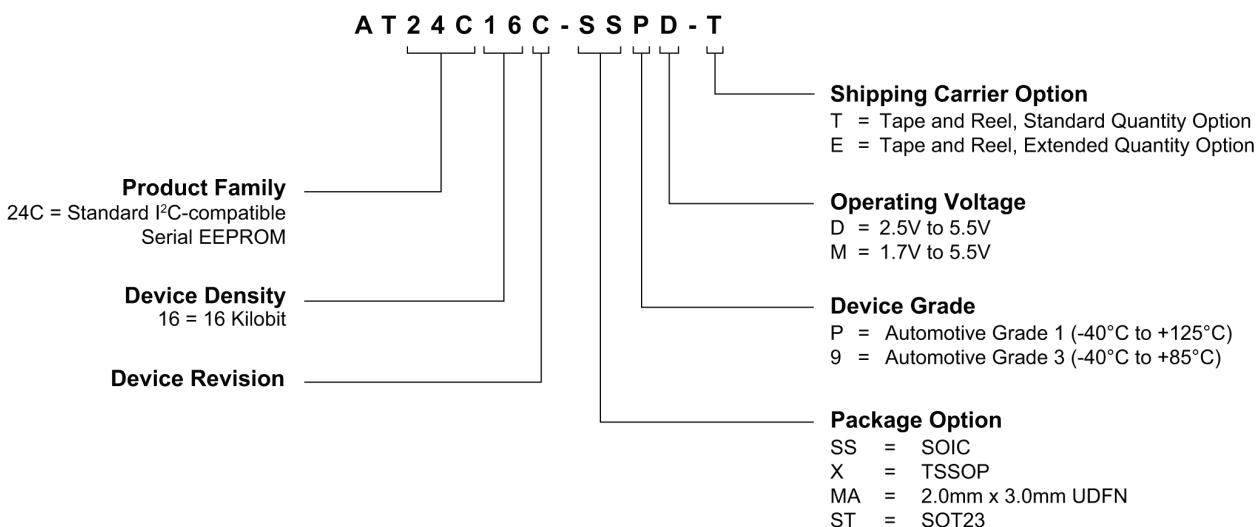 AT24C16C-SSPD-T
Shipping Carrier Option
T = Tape and Reel, Standard Quantity Option
E = Tape and Reel, Extended Quantity Option
Product Family
24C = Standard I²C-compatible
Serial EEPROM
Operating Voltage
D = 2.5V to 5.5V
M = 1.7V to 5.5V
Device Density
16 = 16 Kilobit
Device Grade
P = Automotive Grade 1 (-40°C to +125°C)
9 = Automotive Grade 3 (-40°C to +85°C)
Device Revision
Package Option
SS = SOIC
X = TSSOP
MA = 2.0mm x 3.0mm UDFN
ST = SOT23